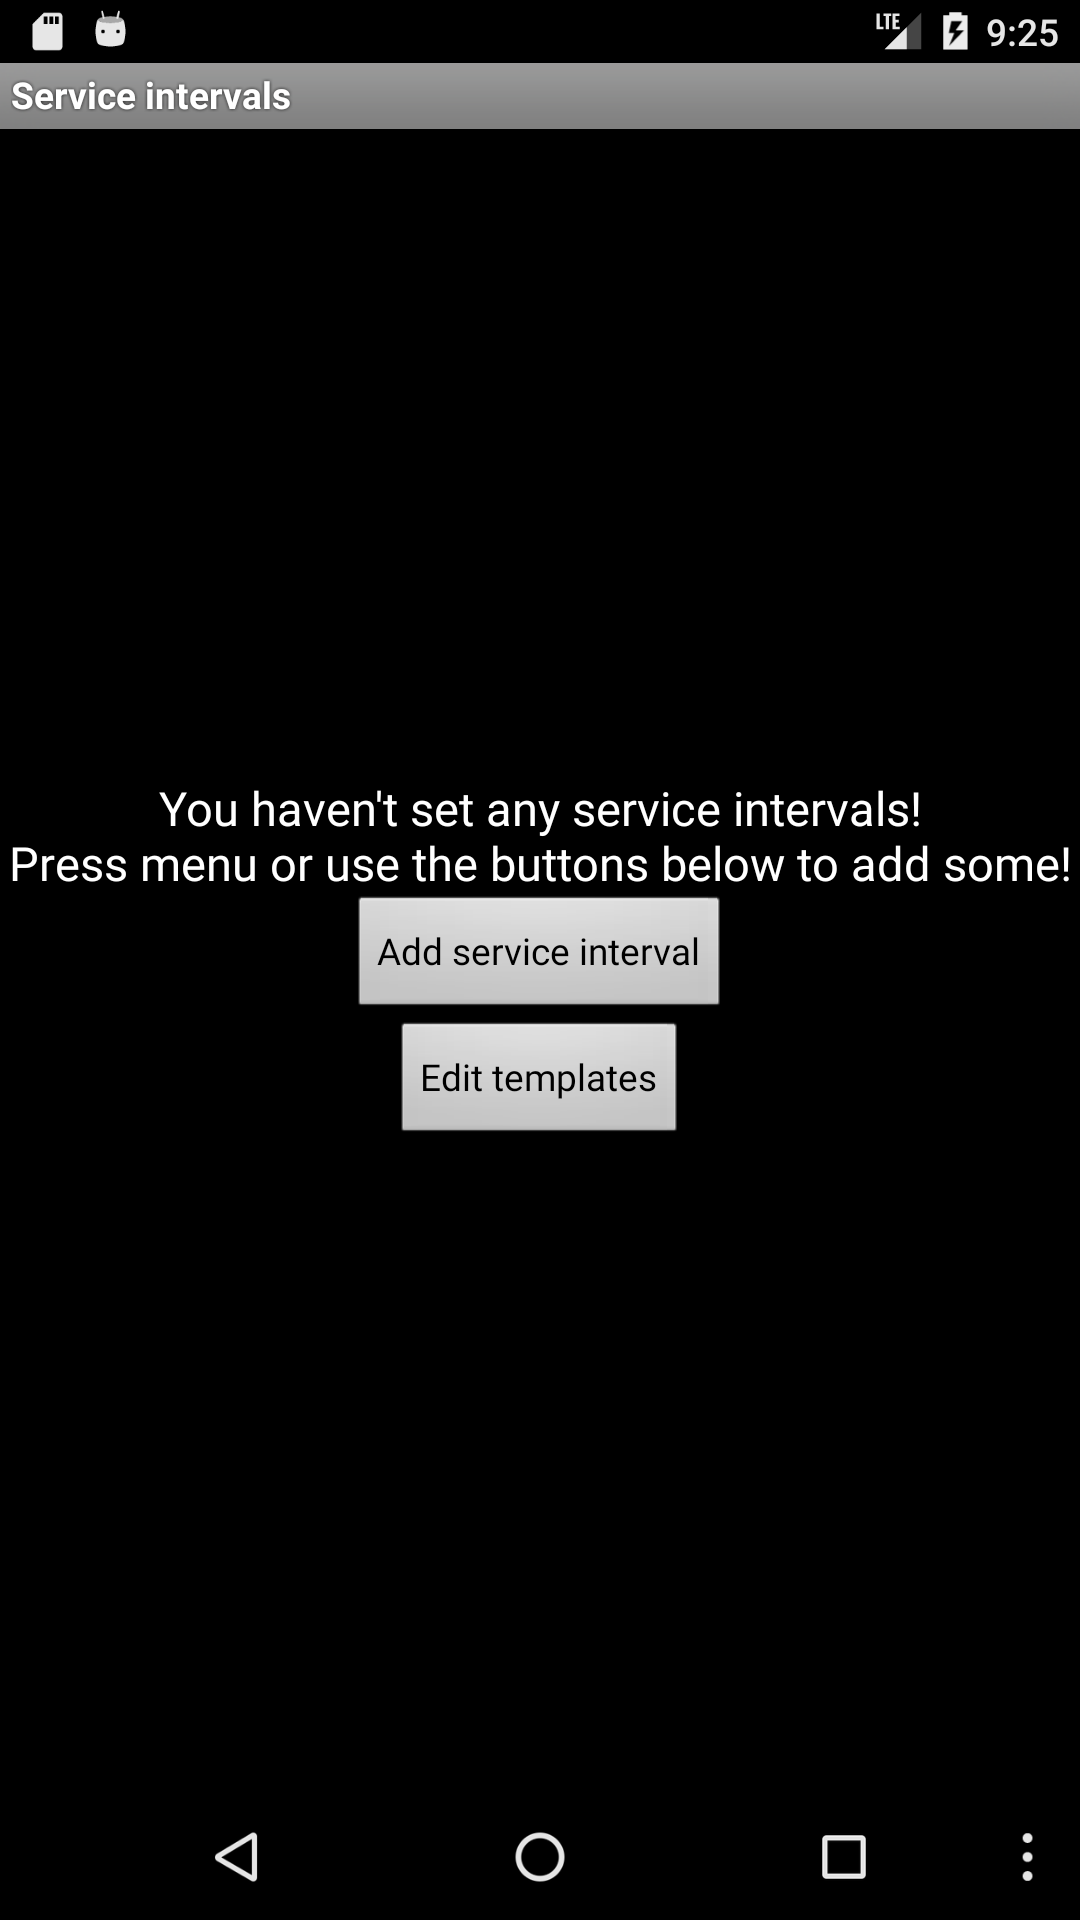 LTE 9:25
Service intervals
You haven't set any service intervals!
Press menu or use the buttons below to add some!
Add service interval
Edit templates